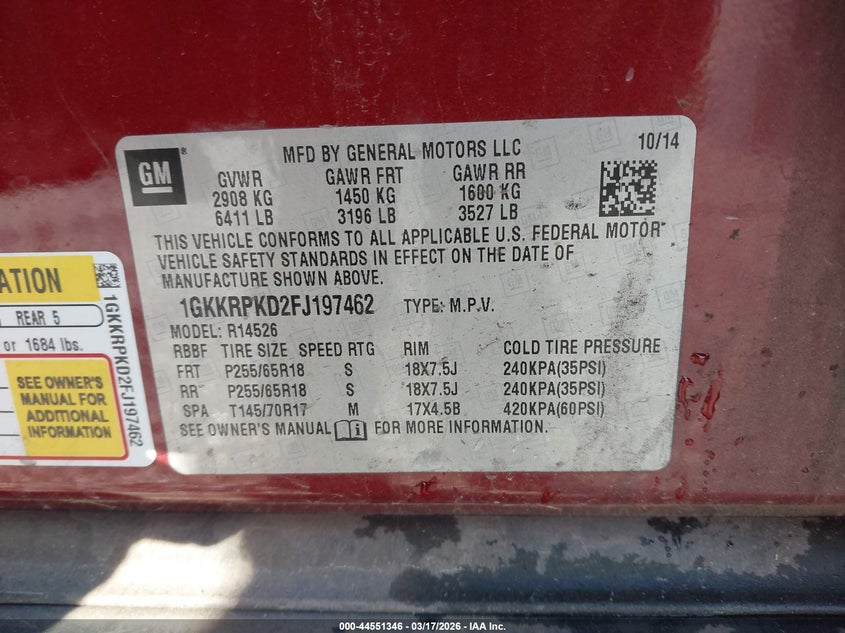 GM
MFD BY GENERAL MOTORS LLC
10/14
GVWR GAWR FRT GAWR RR
2908 KG 1450 KG 1600 KG
6411 LB 3196 LB 3527 LB
THIS VEHICLE CONFORMS TO ALL APPLICABLE U.S. FEDERAL MOTOR
VEHICLE SAFETY STANDARDS IN EFFECT ON THE DATE OF
MANUFACTURE SHOWN ABOVE.
1GKKRPKD2FJ197462 TYPE: M.P.V.
MODEL: R14526
RBBF TIRE SIZE SPEED RTG RIM COLD TIRE PRESSURE
FRT P255/65R18 S 18X7.5J 240KPA(35PSI)
RR P255/65R18 S 18X7.5J 240KPA(35PSI)
SPA T145/70R17 M 17X4.5B 420KPA(60PSI)
SEE OWNER'S MANUAL FOR MORE INFORMATION.
ATION
REAR 5
or 1684 lbs.
SEE OWNER'S
MANUAL FOR
ADDITIONAL
INFORMATION
1GKKRPKD2FJ197462
000-44551346 | 03/17/2026 | IAA Inc.